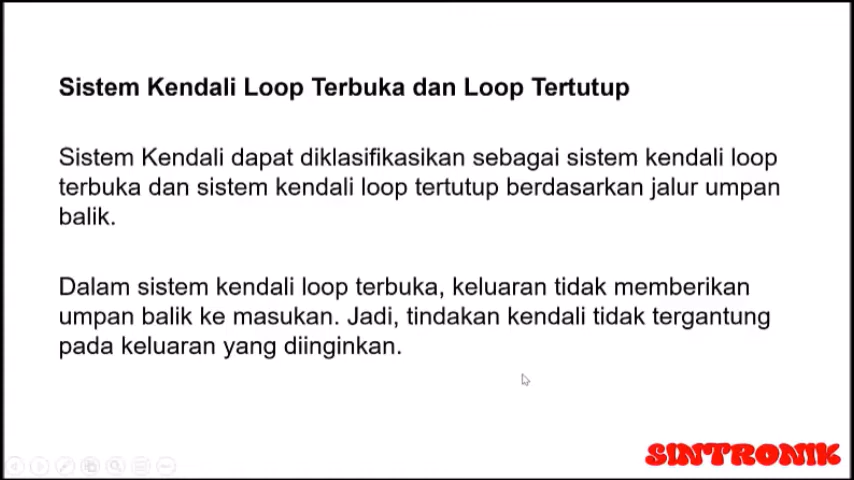 Sistem Kendali Loop Terbuka dan Loop Tertutup
Sistem Kendali dapat diklasifikasikan sebagai sistem kendali loop
terbuka dan sistem kendali loop tertutup berdasarkan jalur umpan
balik.
Dalam sistem kendali loop terbuka, keluaran tidak memberikan
umpan balik ke masukan. Jadi, tindakan kendali tidak tergantung
pada keluaran yang diinginkan.
SINTRONIK